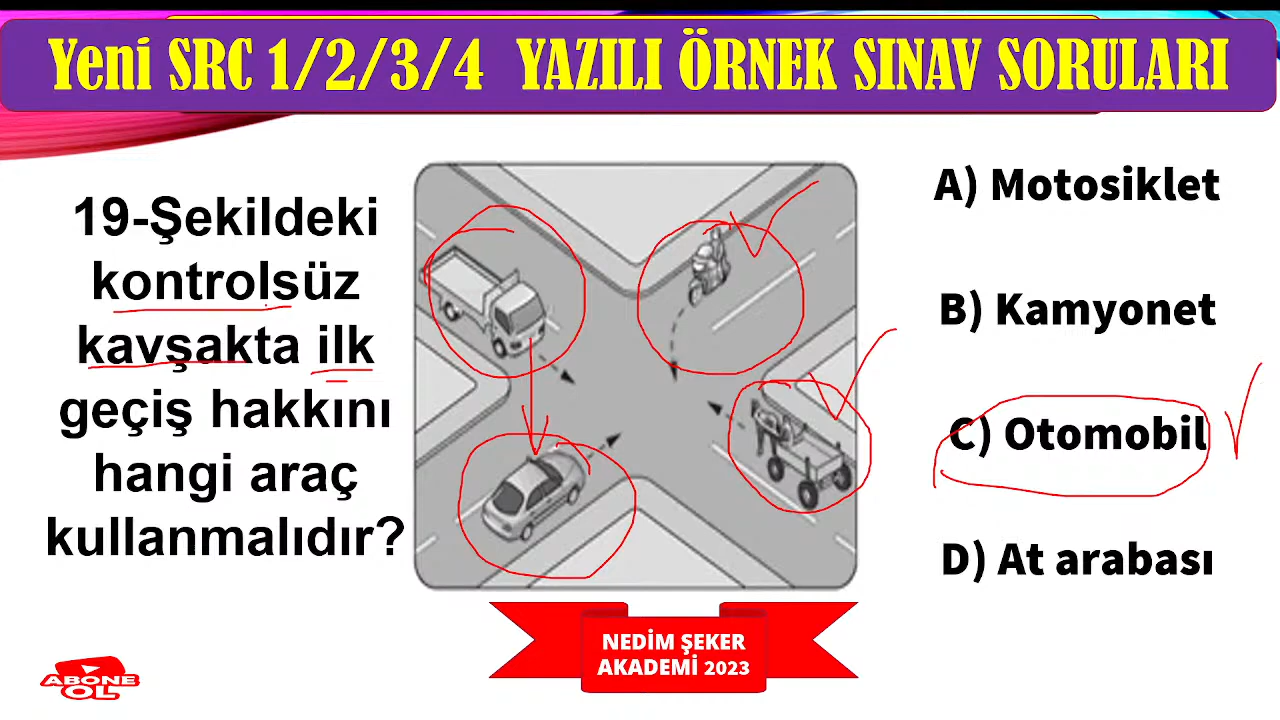 Yeni SRC 1/2/3/4 YAZILI ÖRNEK SINAV SORULARI
19-Şekildeki
kontrolsüz
kavşakta ilk
geçiş hakkını
hangi araç
kullanmalıdır?
A) Motosiklet
B) Kamyonet
C) Otomobil
D) At arabası
NEDİM ŞEKER
AKADEMİ 2023
ABONE
OL